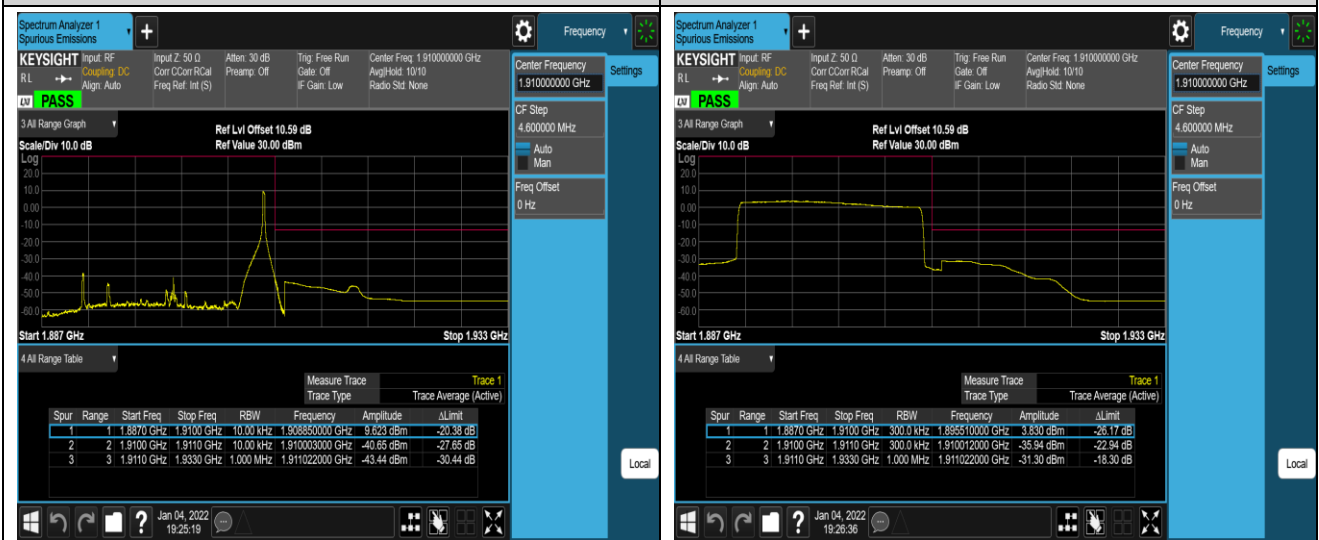 Spectrum Analyzer 1
Spurious Emissions
Frequency
KEYSIGHT
RL
Input: RF
Coupling: DC
Align: Auto
Input Z: 50 Ω
Corr CCorr RCal
Freq Ref: Int (S)
Atten: 30 dB
Preamp: Off
Trig: Free Run
Gate: Off
IF Gain: Low
Center Freq: 1.910000000 GHz
Avg|Hold: 10/10
Radio Std: None
LXI PASS
Center Frequency
1.910000000 GHz
Settings
CF Step
4.600000 MHz
Auto
Man
Freq Offset
0 Hz
3 All Range Graph
Ref Lvl Offset 10.59 dB
Scale/Div 10.0 dB
Ref Value 30.00 dBm
Log
20.0
10.0
0.00
-10.0
-20.0
-30.0
-40.0
-50.0
-60.0
Start 1.887 GHz
Stop 1.933 GHz
4 All Range Table
Measure Trace Trace 1
Trace Type Trace Average (Active)
Spur Range Start Freq Stop Freq RBW Frequency Amplitude ΔLimit
1 1 1.8870 GHz 1.9100 GHz 10.00 kHz 1.908850000 GHz 9.623 dBm -20.38 dB
2 2 1.9100 GHz 1.9110 GHz 10.00 kHz 1.910003000 GHz -40.65 dBm -27.65 dB
3 3 1.9110 GHz 1.9330 GHz 1.000 MHz 1.911022000 GHz -43.44 dBm -30.44 dB
Local
?
Jan 04, 2022
19:25:19
Spectrum Analyzer 1
Spurious Emissions
Frequency
KEYSIGHT
RL
Input: RF
Coupling: DC
Align: Auto
Input Z: 50 Ω
Corr CCorr RCal
Freq Ref: Int (S)
Atten: 30 dB
Preamp: Off
Trig: Free Run
Gate: Off
IF Gain: Low
Center Freq: 1.910000000 GHz
Avg|Hold: 10/10
Radio Std: None
LXI PASS
Center Frequency
1.910000000 GHz
Settings
CF Step
4.600000 MHz
Auto
Man
Freq Offset
0 Hz
3 All Range Graph
Ref Lvl Offset 10.59 dB
Scale/Div 10.0 dB
Ref Value 30.00 dBm
Log
20.0
10.0
0.00
-10.0
-20.0
-30.0
-40.0
-50.0
-60.0
Start 1.887 GHz
Stop 1.933 GHz
4 All Range Table
Measure Trace Trace 1
Trace Type Trace Average (Active)
Spur Range Start Freq Stop Freq RBW Frequency Amplitude ΔLimit
1 1 1.8870 GHz 1.9100 GHz 300.0 kHz 1.895510000 GHz 3.830 dBm -26.17 dB
2 2 1.9100 GHz 1.9110 GHz 300.0 kHz 1.910012000 GHz -35.94 dBm -22.94 dB
3 3 1.9110 GHz 1.9330 GHz 1.000 MHz 1.911022000 GHz -31.30 dBm -18.30 dB
Local
?
Jan 04, 2022
19:26:36